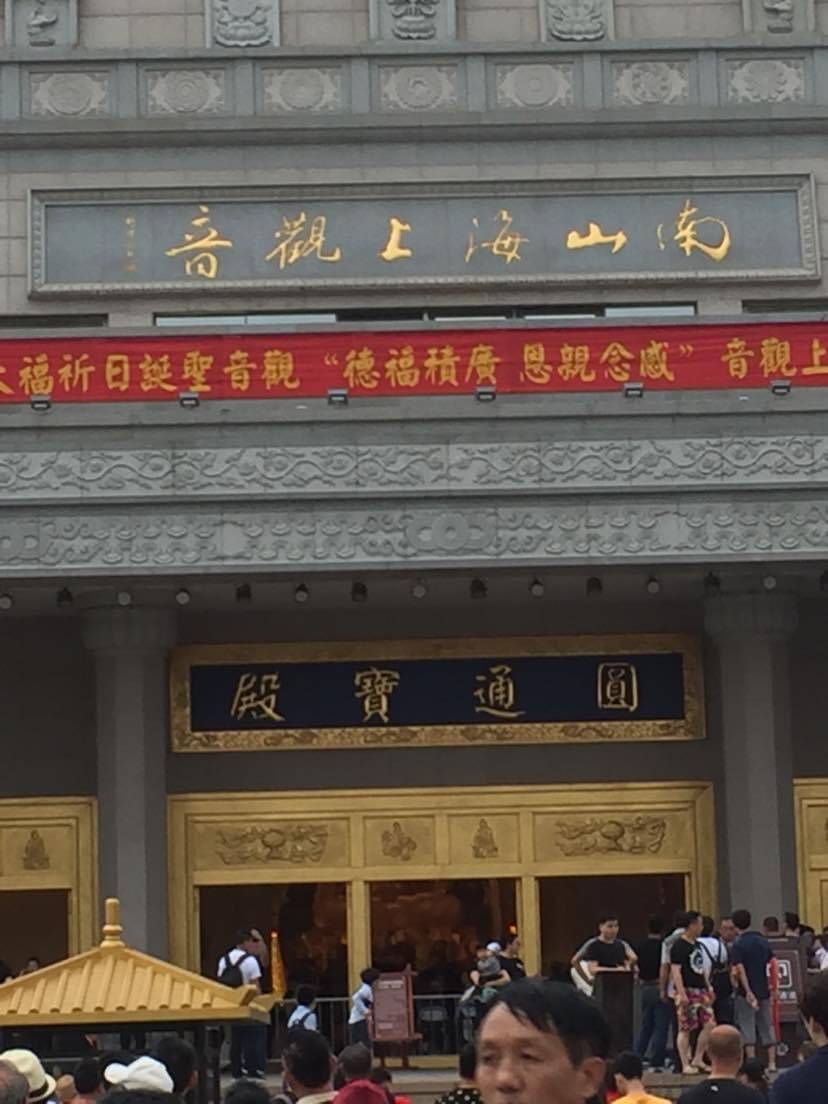 南山海上觀音
上觀音 “感念親恩 廣積福德” 觀音聖誕日祈福大
圓通寶殿